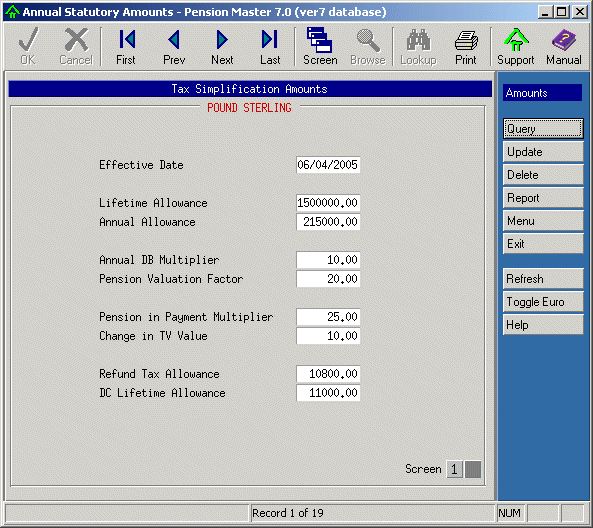 Annual Statutory Amounts - Pension Master 7.0 (ver7 database)
OK Cancel First Prev Next Last Screen Browse Lookup Print Support Manual
Tax Simplification Amounts
POUND STERLING
Effective Date 06/04/2005
Lifetime Allowance 1500000.00
Annual Allowance 215000.00
Annual DB Multiplier 10.00
Pension Valuation Factor 20.00
Pension in Payment Multiplier 25.00
Change in TV Value 10.00
Refund Tax Allowance 10800.00
DC Lifetime Allowance 11000.00
Screen 1
Amounts
Query
Update
Delete
Report
Menu
Exit
Refresh
Toggle Euro
Help
Record 1 of 19 NUM